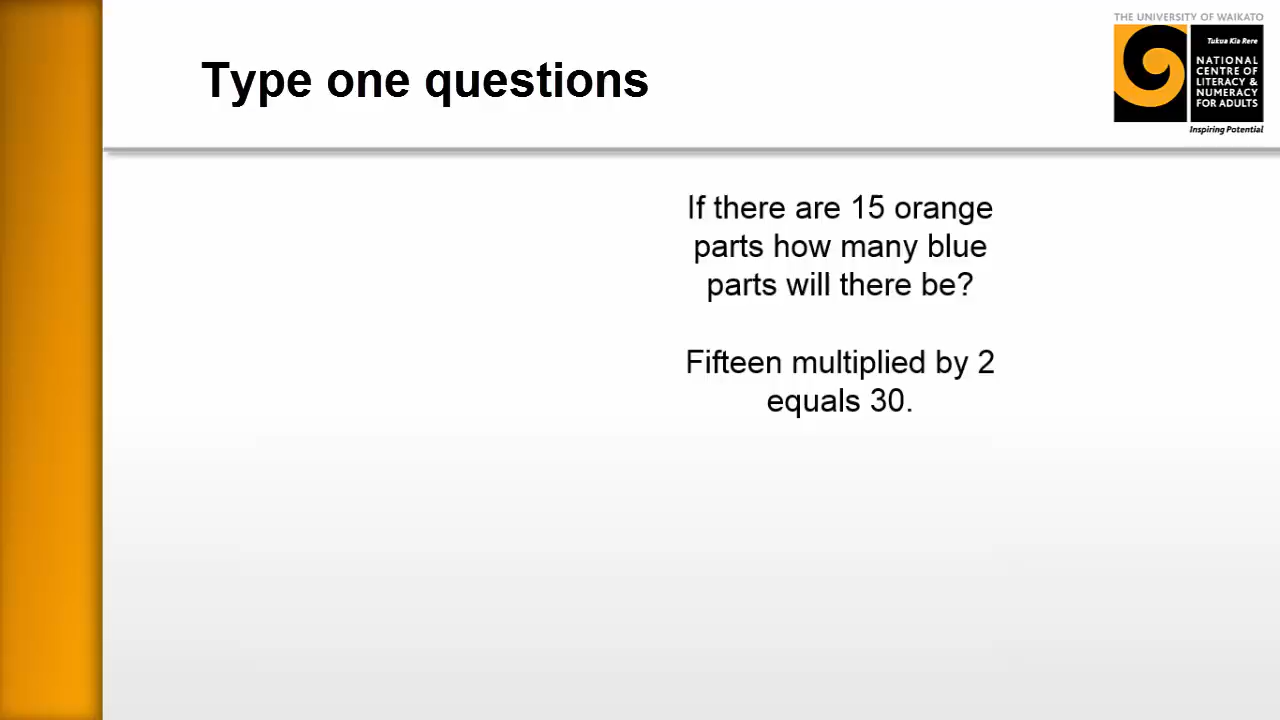 THE UNIVERSITY OF WAIKATO
Type one questions
Tukua Kia Rere
NATIONAL
CENTRE OF
LITERACY &
NUMERACY
FOR ADULTS
Inspiring Potential
If there are 15 orange
parts how many blue
parts will there be?
Fifteen multiplied by 2
equals 30.